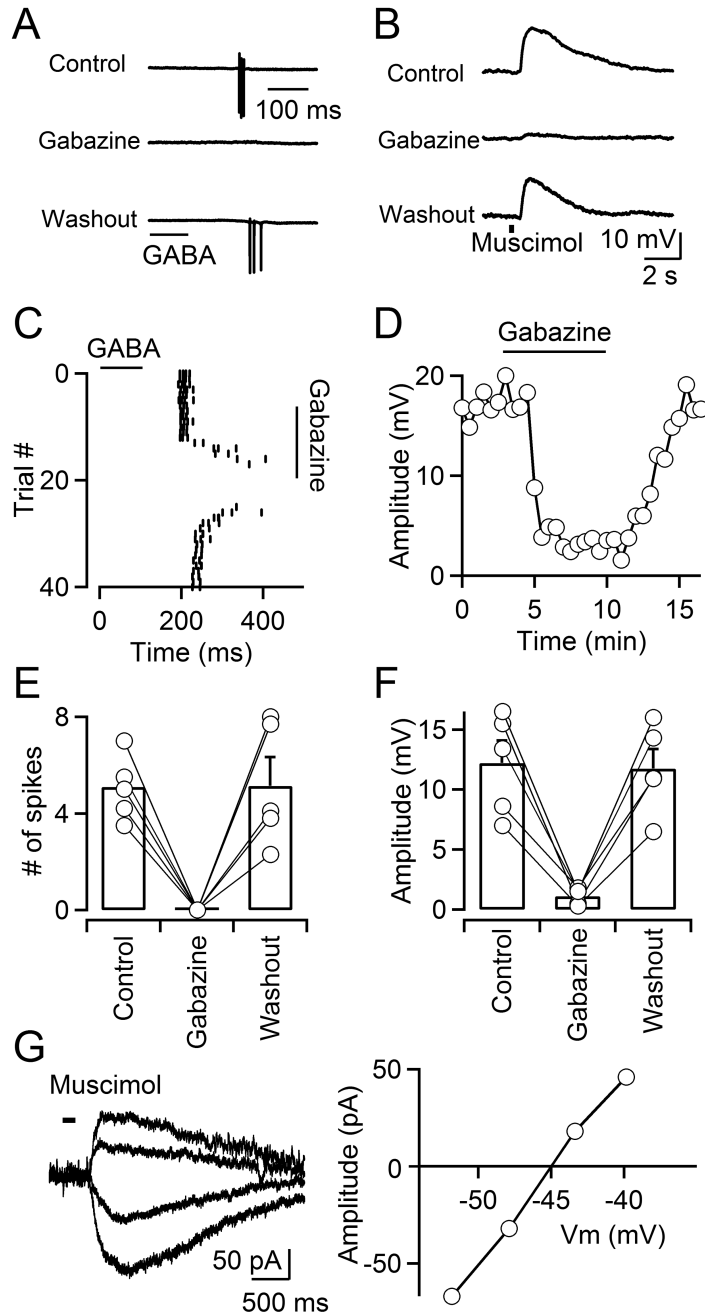 A
B
Control
100 ms
Gabazine
Washout
GABA
Control
Gabazine
Washout
Muscimol
10 mV
2 s
C
GABA
0
20
40
Trial #
Gabazine
0 200 400
Time (ms)
D
Gabazine
20
10
0
Amplitude (mV)
0 5 10 15
Time (min)
E
8
4
0
# of spikes
Control
Gabazine
Washout
F
15
10
5
0
Amplitude (mV)
Control
Gabazine
Washout
G
Muscimol
50 pA
500 ms
50
0
-50
Amplitude (pA)
-50 -45 -40
Vm (mV)